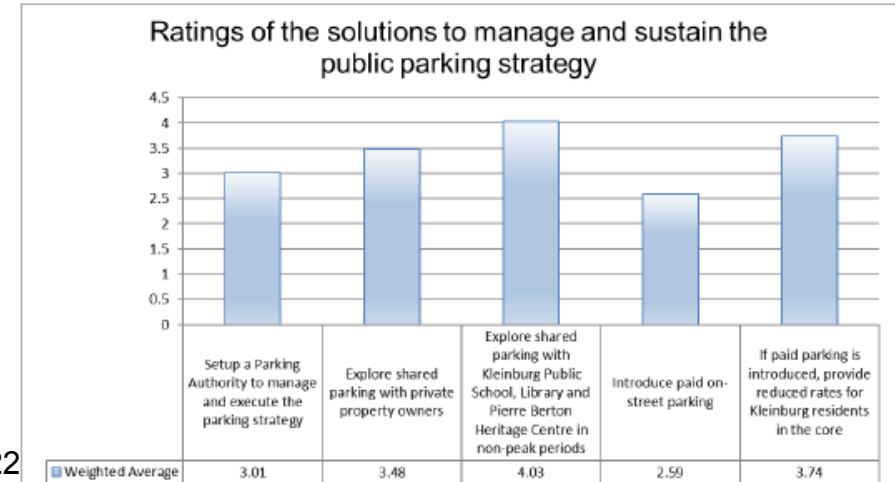 Ratings of the solutions to manage and sustain the
public parking strategy
4.5
4
3.5
3
2.5
2
1.5
1
0.5
0
Setup a Parking
Authority to manage
and execute the
parking strategy
Explore shared
parking with private
property owners
Explore shared
parking with
Kleinburg Public
School, Library and
Pierre Berton
Heritage Centre in
non-peak periods
Introduce paid on-
street parking
If paid parking is
introduced, provide
reduced rates for
Kleinburg residents
in the core
22
Weighted Average 3.01 3.48 4.03 2.59 3.74